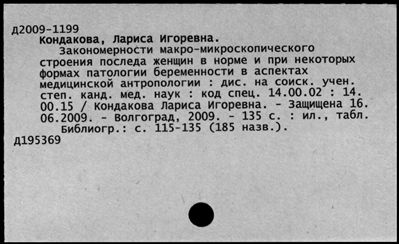 Д2009-1199
Кондакова, Лариса Игоревна.
Закономерности макро-микроскопического
строения последа женщин в норме и при некоторых
формах патологии беременности в аспектах
медицинской антропологии : дис. на соиск. учен.
степ. канд. мед. наук : код спец. 14.00.02 : 14.
00.15 / Кондакова Лариса Игоревна. - Защищена 16.
06.2009. - Волгоград, 2009. - 135 с. : ил., табл.
Библиогр.: с. 115-135 (185 назв.).
Д195369